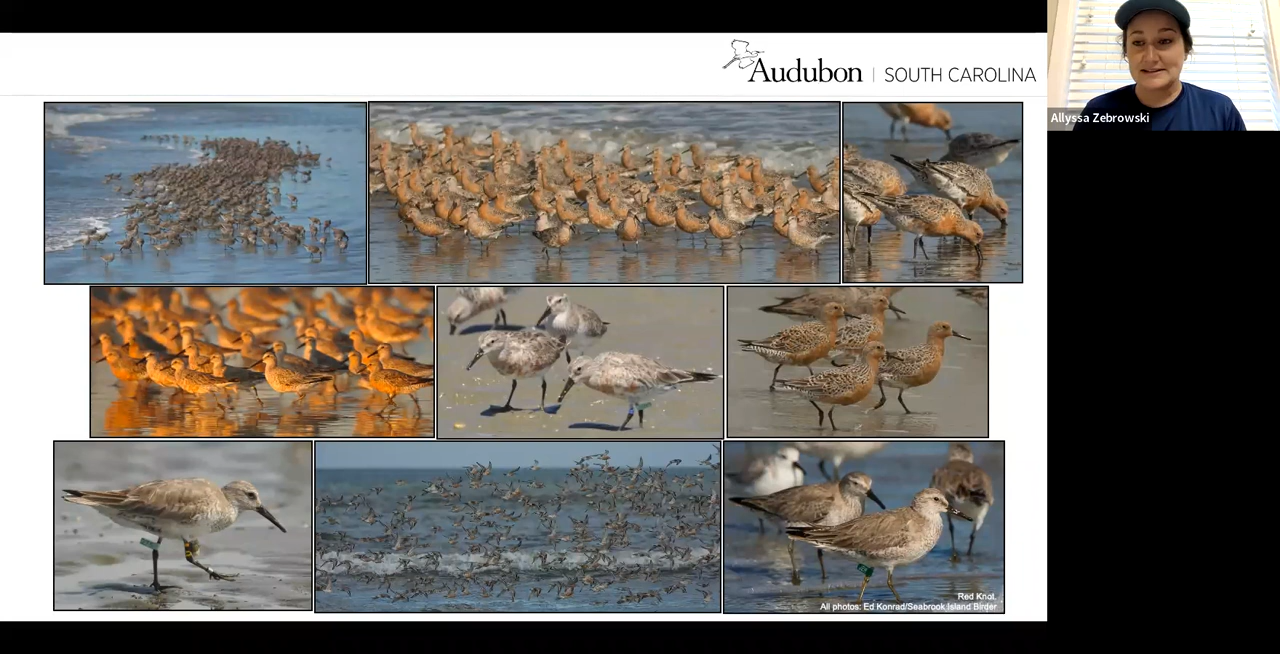 Audubon | SOUTH CAROLINA
Allyssa Zebrowski
Red Knot.
All photos: Ed Konrad/Seabrook Island Birder